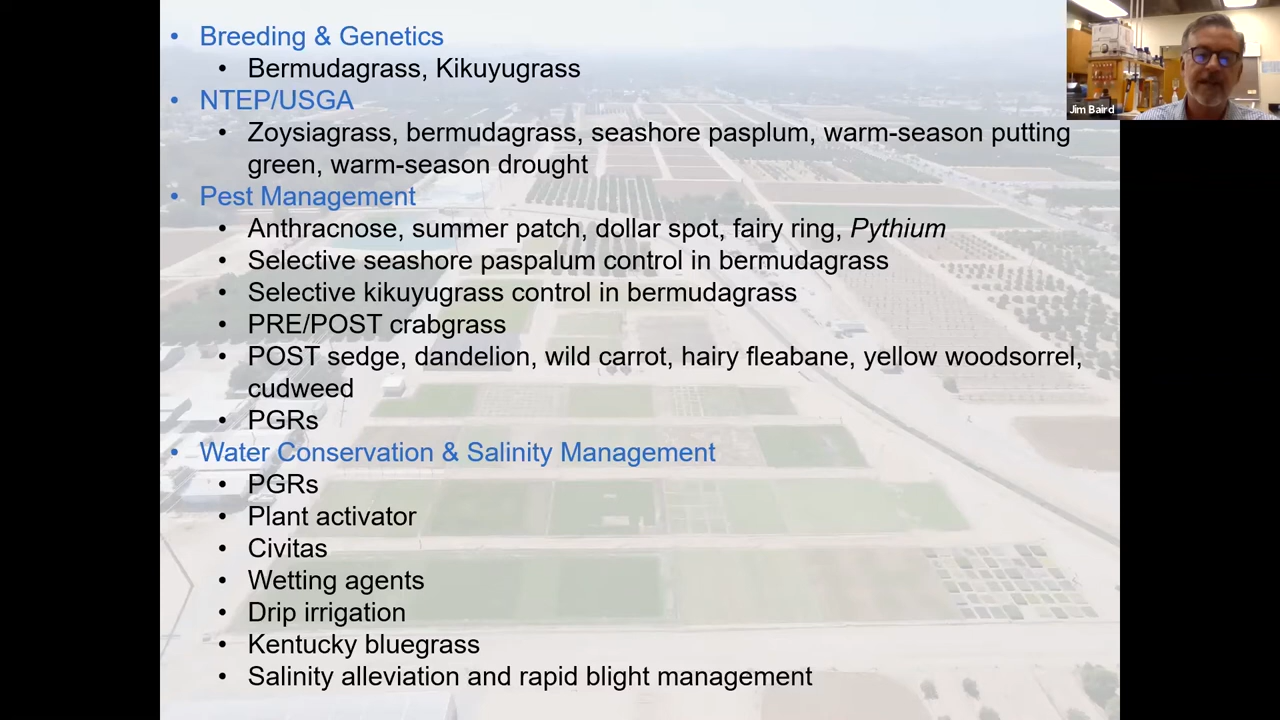 • Breeding & Genetics
• Bermudagrass, Kikuyugrass
• NTEP/USGA
• Zoysiagrass, bermudagrass, seashore pasplum, warm-season putting
green, warm-season drought
• Pest Management
• Anthracnose, summer patch, dollar spot, fairy ring, Pythium
• Selective seashore paspalum control in bermudagrass
• Selective kikuyugrass control in bermudagrass
• PRE/POST crabgrass
• POST sedge, dandelion, wild carrot, hairy fleabane, yellow woodsorrel,
cudweed
• PGRs
• Water Conservation & Salinity Management
• PGRs
• Plant activator
• Civitas
• Wetting agents
• Drip irrigation
• Kentucky bluegrass
• Salinity alleviation and rapid blight management
Jim Baird